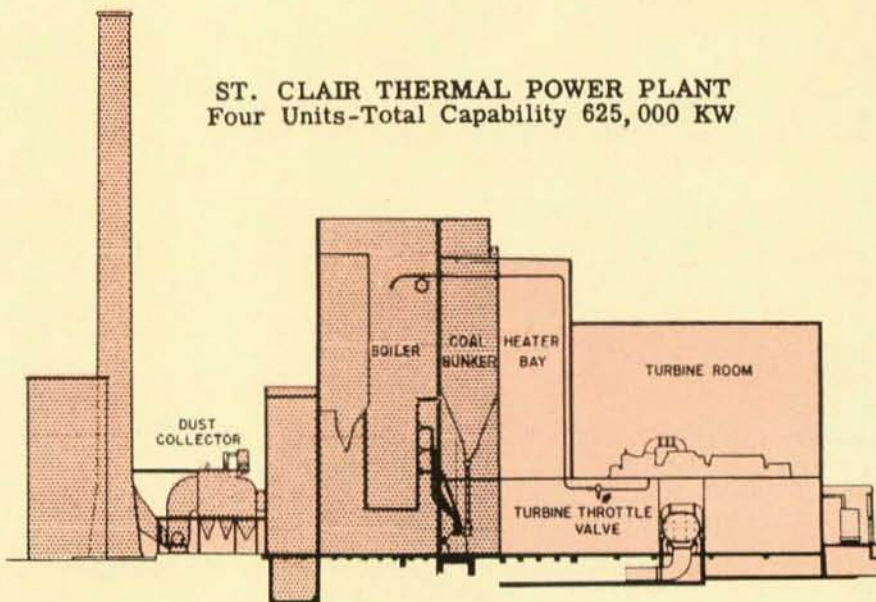 ST. CLAIR THERMAL POWER PLANT
Four Units-Total Capability 625,000 KW
BOILER
COAL
BUNKER
HEATER
BAY
TURBINE ROOM
DUST
COLLECTOR
TURBINE THROTTLE
VALVE